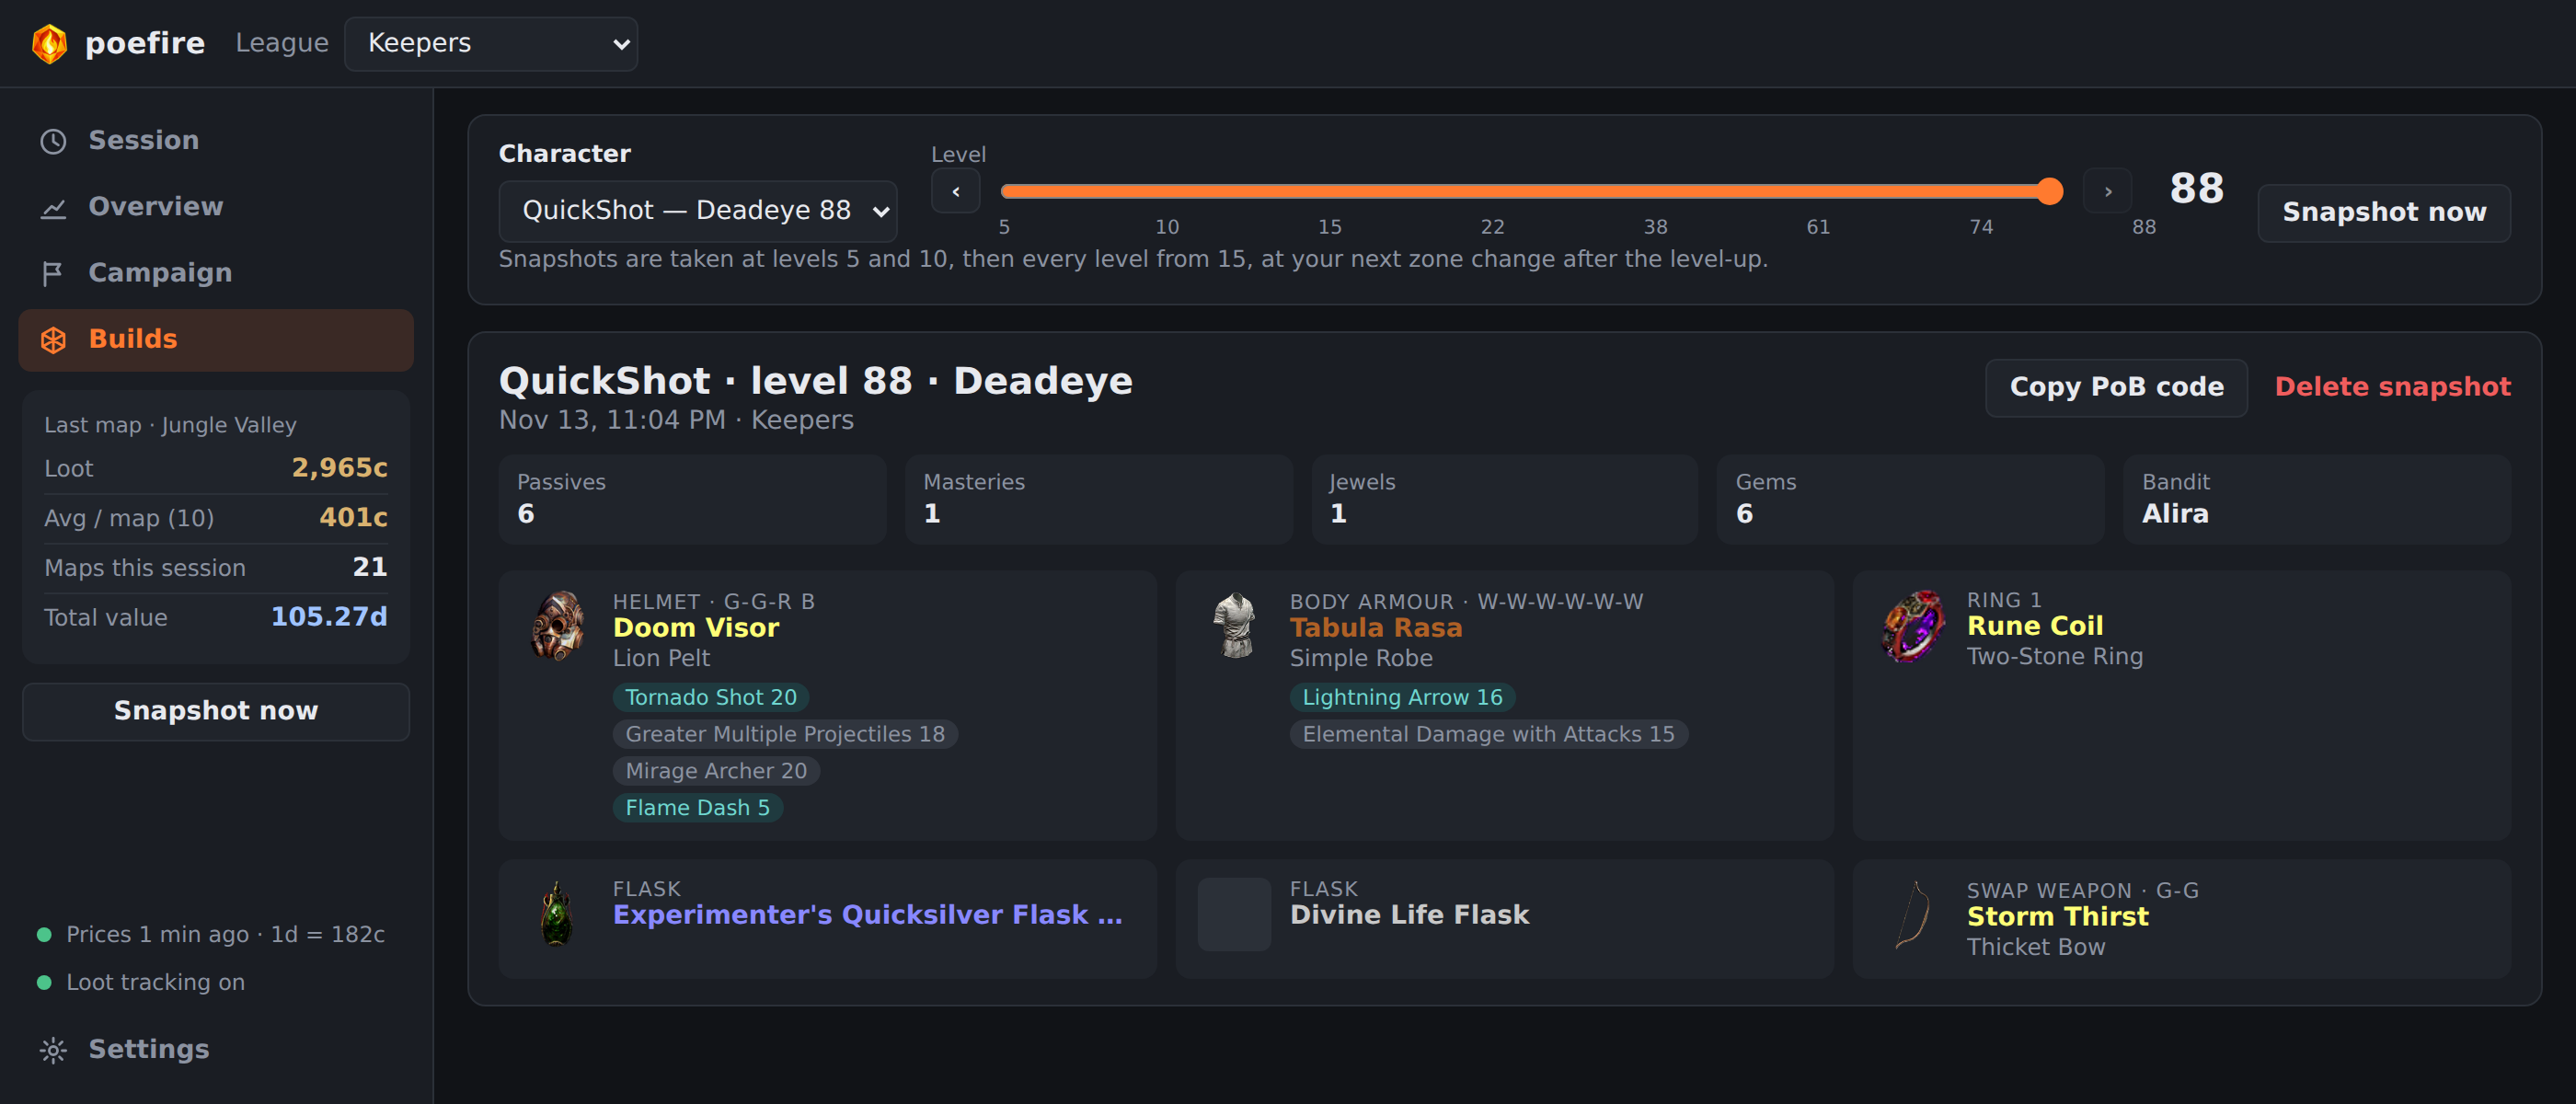 poefire League Keepers
Session
Overview
Campaign
Builds
Last map · Jungle Valley
Loot 2,965c
Avg / map (10) 401c
Maps this session 21
Total value 105.27d
Snapshot now
Prices 1 min ago · 1d = 182c
Loot tracking on
Settings
Character
QuickShot — Deadeye 88
Level
‹ › 88
5 10 15 22 38 61 74 88
Snapshot now
Snapshots are taken at levels 5 and 10, then every level from 15, at your next zone change after the level-up.
QuickShot · level 88 · Deadeye
Nov 13, 11:04 PM · Keepers
Copy PoB code Delete snapshot
Passives
6
Masteries
1
Jewels
1
Gems
6
Bandit
Alira
HELMET · G-G-R B
Doom Visor
Lion Pelt
Tornado Shot 20
Greater Multiple Projectiles 18
Mirage Archer 20
Flame Dash 5
BODY ARMOUR · W-W-W-W-W-W
Tabula Rasa
Simple Robe
Lightning Arrow 16
Elemental Damage with Attacks 15
RING 1
Rune Coil
Two-Stone Ring
FLASK
Experimenter's Quicksilver Flask ...
FLASK
Divine Life Flask
SWAP WEAPON · G-G
Storm Thirst
Thicket Bow